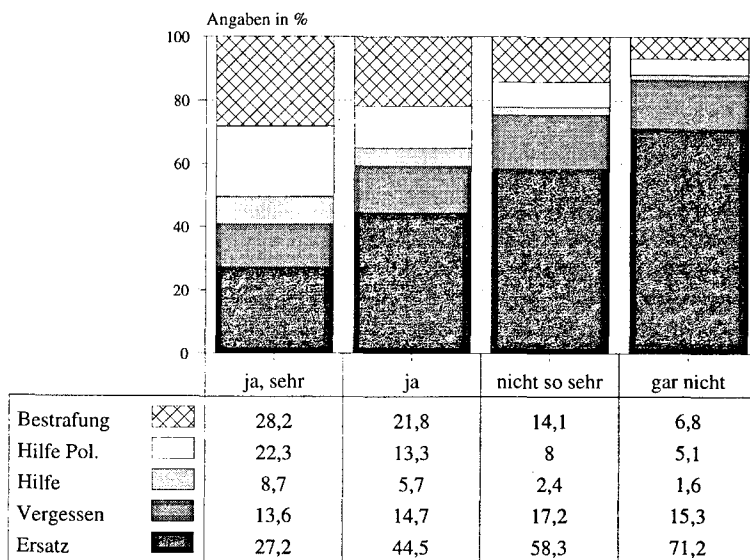 Angaben in %
100
80
60
40
20
0
ja, sehr ja nicht so sehr gar nicht
Bestrafung 28,2 21,8 14,1 6,8
Hilfe Pol. 22,3 13,3 8 5,1
Hilfe 8,7 5,7 2,4 1,6
Vergessen 13,6 14,7 17,2 15,3
Ersatz 27,2 44,5 58,3 71,2